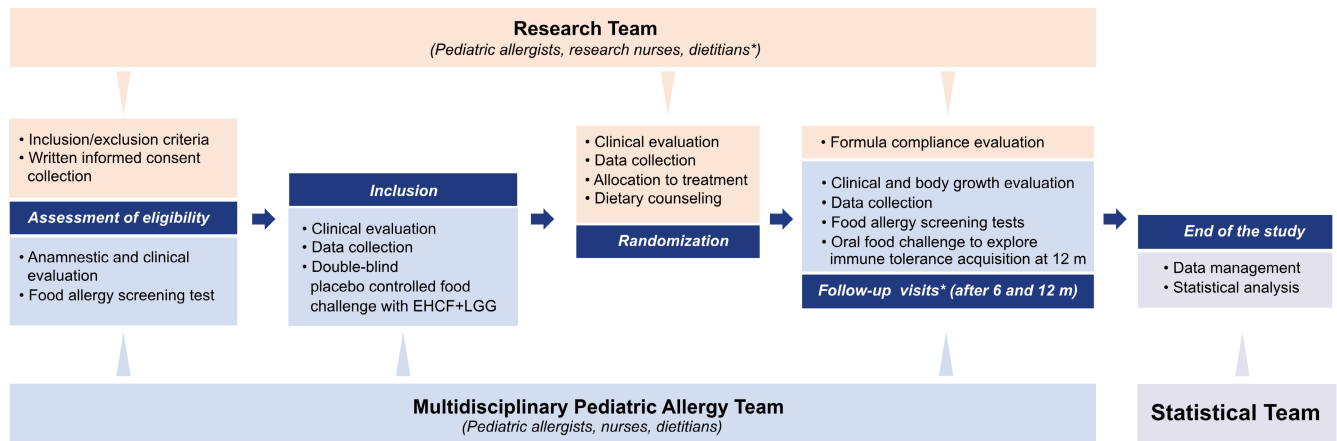 Research Team
(Pediatric allergists, research nurses, dietitians*)
• Inclusion/exclusion criteria
• Written informed consent
collection
Assessment of eligibility
• Anamnestic and clinical
evaluation
• Food allergy screening test
Inclusion
• Clinical evaluation
• Data collection
• Double-blind
placebo controlled food
challenge with EHCF+LGG
• Clinical evaluation
• Data collection
• Allocation to treatment
• Dietary counseling
Randomization
• Formula compliance evaluation
• Clinical and body growth evaluation
• Data collection
• Food allergy screening tests
• Oral food challenge to explore
immune tolerance acquisition at 12 m
Follow-up visits* (after 6 and 12 m)
End of the study
• Data management
• Statistical analysis
Multidisciplinary Pediatric Allergy Team
(Pediatric allergists, nurses, dietitians)
Statistical Team